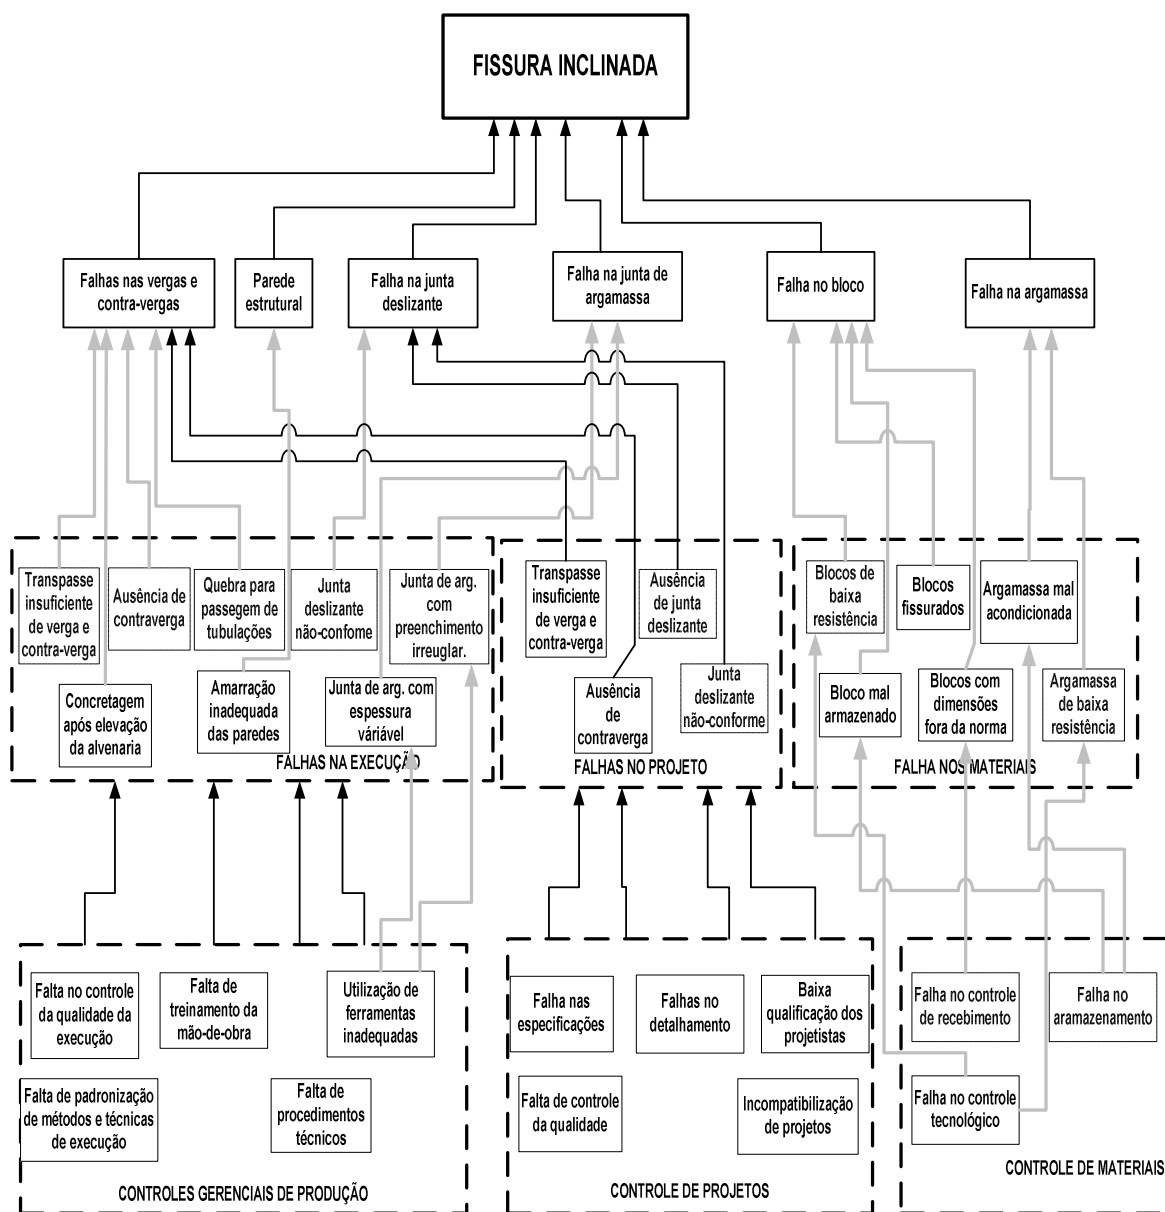 FISSURA INCLINADA
Falhas nas vergas e
contra-vergas
Parede
estrutural
Falha na junta
deslizante
Falha na junta de
argamassa
Falha no bloco
Falha na argamassa
Transpasse
insuficiente
de verga e
contra-verga
Ausência de
contraverga
Quebra para
passegem de
tubulações
Junta
deslizante
não-confome
Junta de arg.
com
preenchimento
irreuglar.
Concretagem
após elevação
da alvenaria
Amarração
inadequada
das paredes
Junta de arg. com
espessura
váriável
FALHAS NA EXECUÇÃO
Transpasse
insuficiente
de verga e
contra-verga
Ausência
de junta
deslizante
Ausência
de
contraverga
Junta
deslizante
não-conforme
FALHAS NO PROJETO
Blocos de
baixa
resistência
Blocos
fissurados
Argamassa mal
acondicionada
Bloco mal
armazenado
Blocos com
dimensões
fora da norma
Argamassa
de baixa
resistência
FALHA NOS MATERIAIS
Falta no controle
da qualidade da
execução
Falta de
treinamento da
mão-de-obra
Utilização de
ferramentas
inadequadas
Falta de padronização
de métodos e técnicas
de execução
Falta de
procedimentos
técnicos
CONTROLES GERENCIAIS DE PRODUÇÃO
Falha nas
especificações
Falhas no
detalhamento
Baixa
qualificação dos
projetistas
Falta de controle
da qualidade
Incompatibilização
de projetos
CONTROLE DE PROJETOS
Falha no controle
de recebimento
Falha no
aramazenamento
Falha no controle
tecnológico
CONTROLE DE MATERIAIS